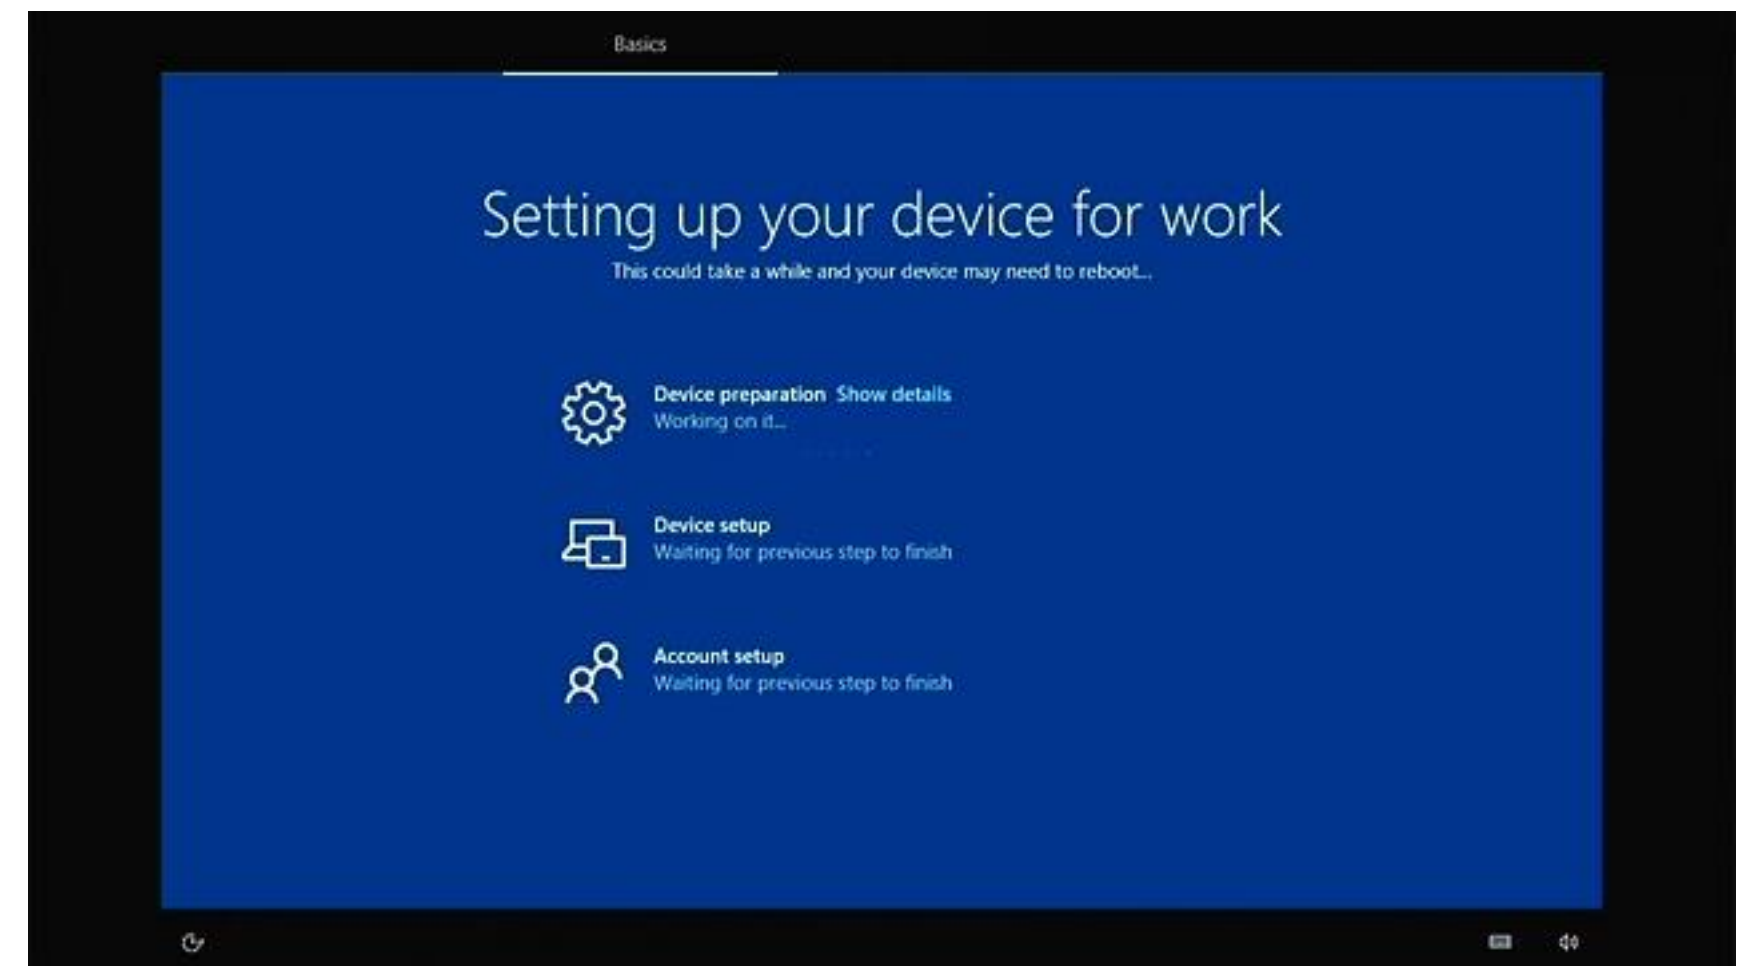 Basics
Setting up your device for work
This could take a while and your device may need to reboot...
Device preparation Show details
Working on it...
Device setup
Waiting for previous step to finish
Account setup
Waiting for previous step to finish